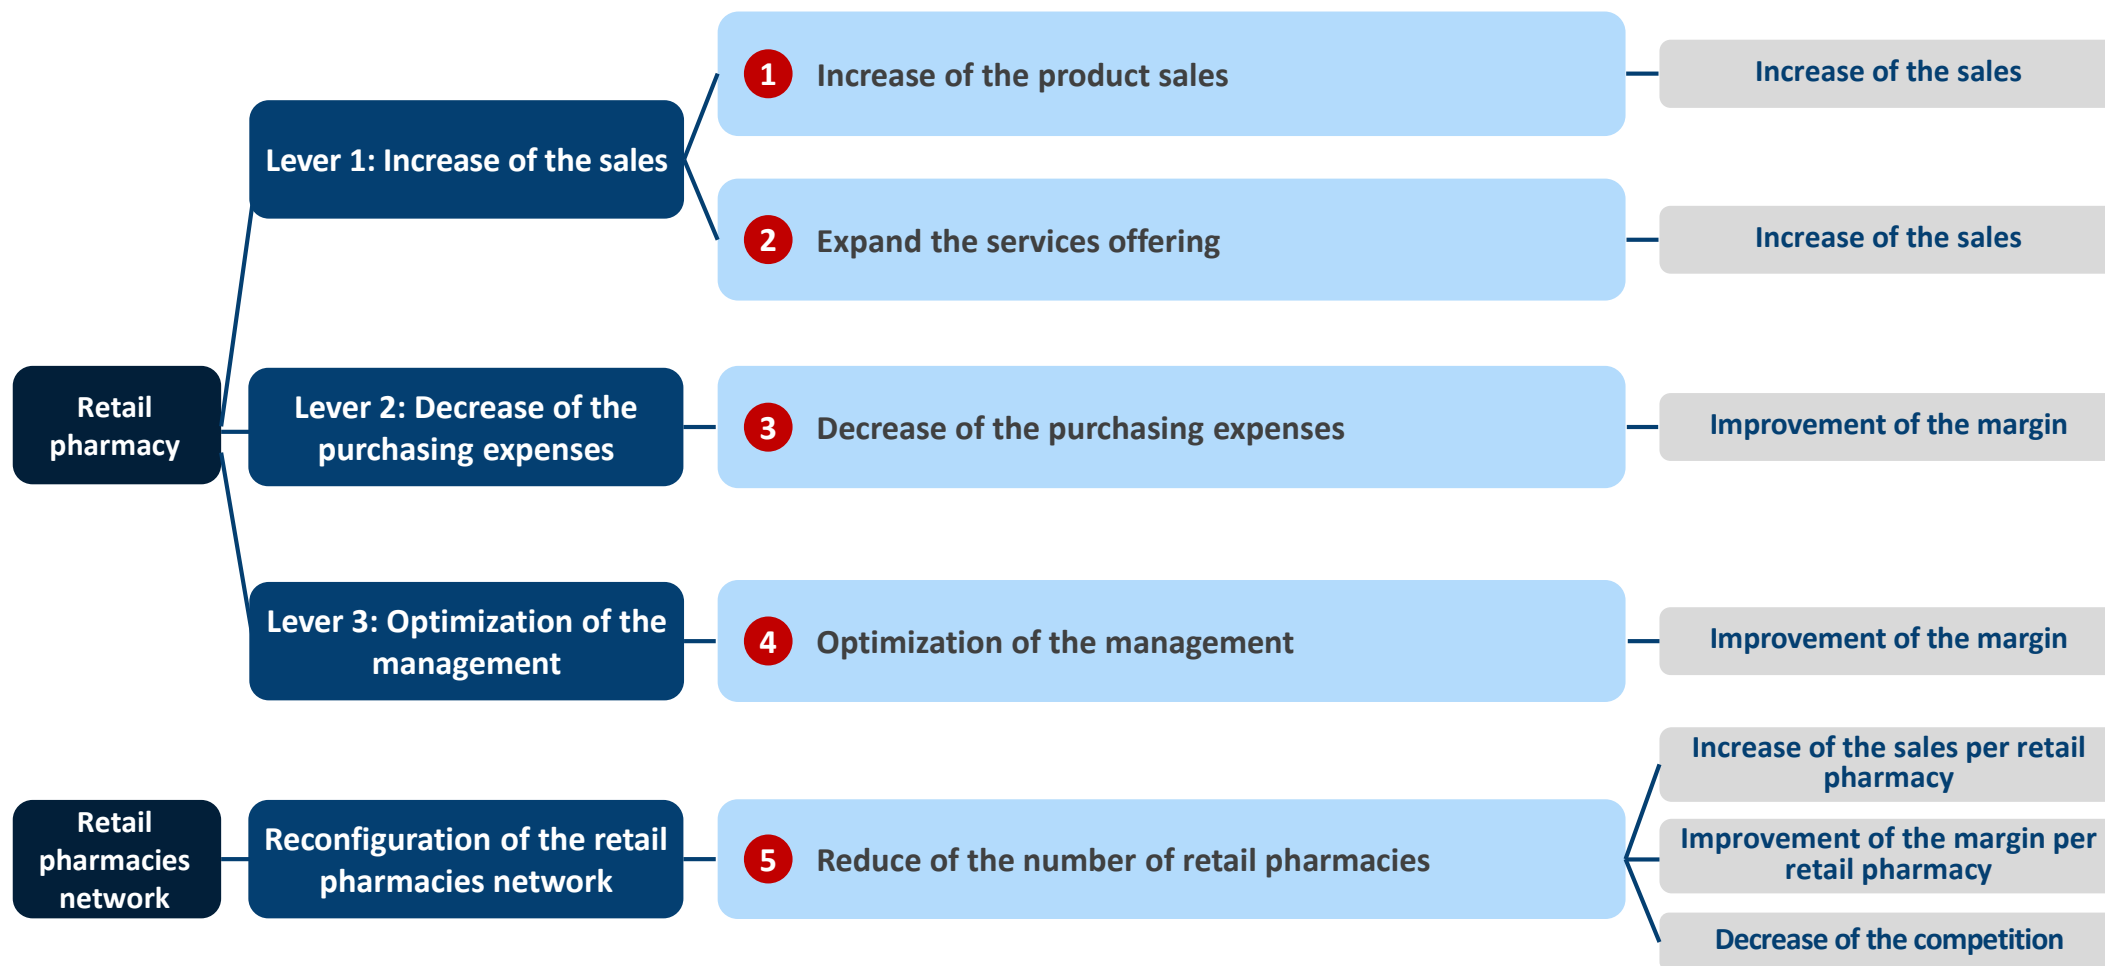 Retail
pharmacy
Lever 1: Increase of the sales
1
Increase of the product sales
Increase of the sales
2
Expand the services offering
Increase of the sales
Lever 2: Decrease of the
purchasing expenses
3
Decrease of the purchasing expenses
Improvement of the margin
Lever 3: Optimization of the
management
4
Optimization of the management
Improvement of the margin
Retail
pharmacies
network
Reconfiguration of the retail
pharmacies network
5
Reduce of the number of retail pharmacies
Increase of the sales per retail
pharmacy
Improvement of the margin per
retail pharmacy
Decrease of the competition